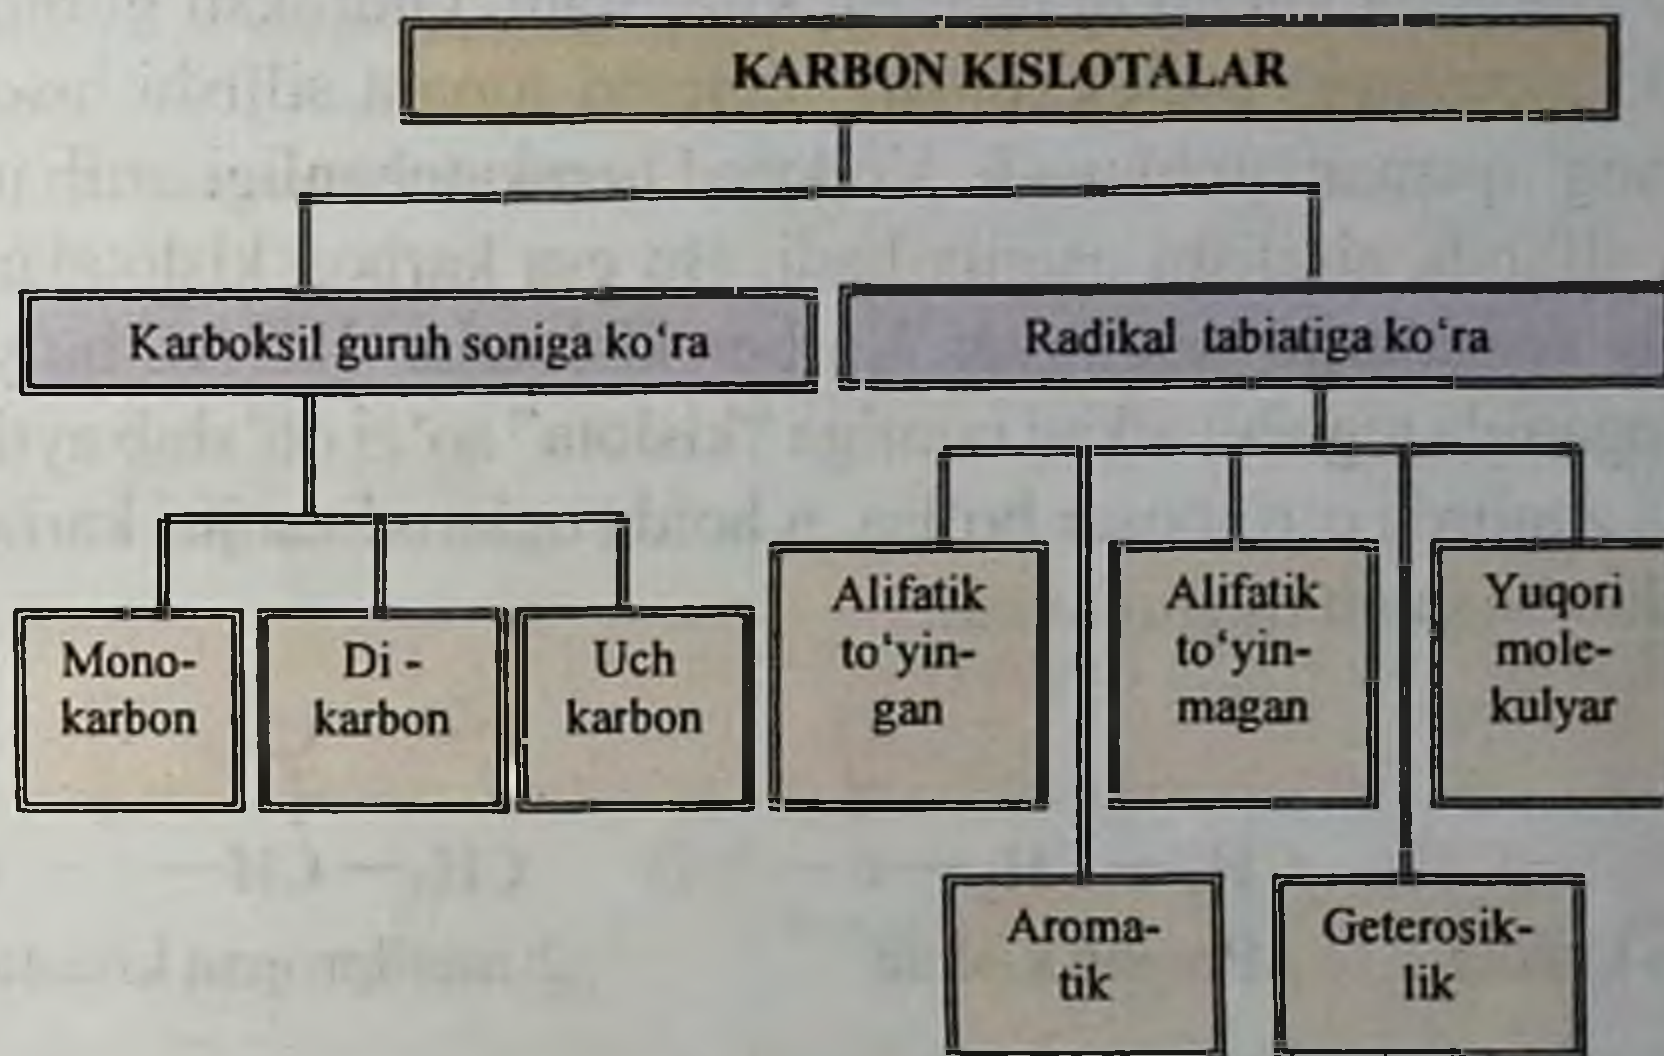 KARBON KISLOTALAR
Karboksil guruh soniga ko‘ra
Radikal tabiatiga ko‘ra
Mono-
karbon
Di -
karbon
Uch
karbon
Alifatik
to‘yin-
gan
Alifatik
to‘yin-
magan
Yuqori
mole-
kulyar
Aroma-
tik
Geterosik-
lik